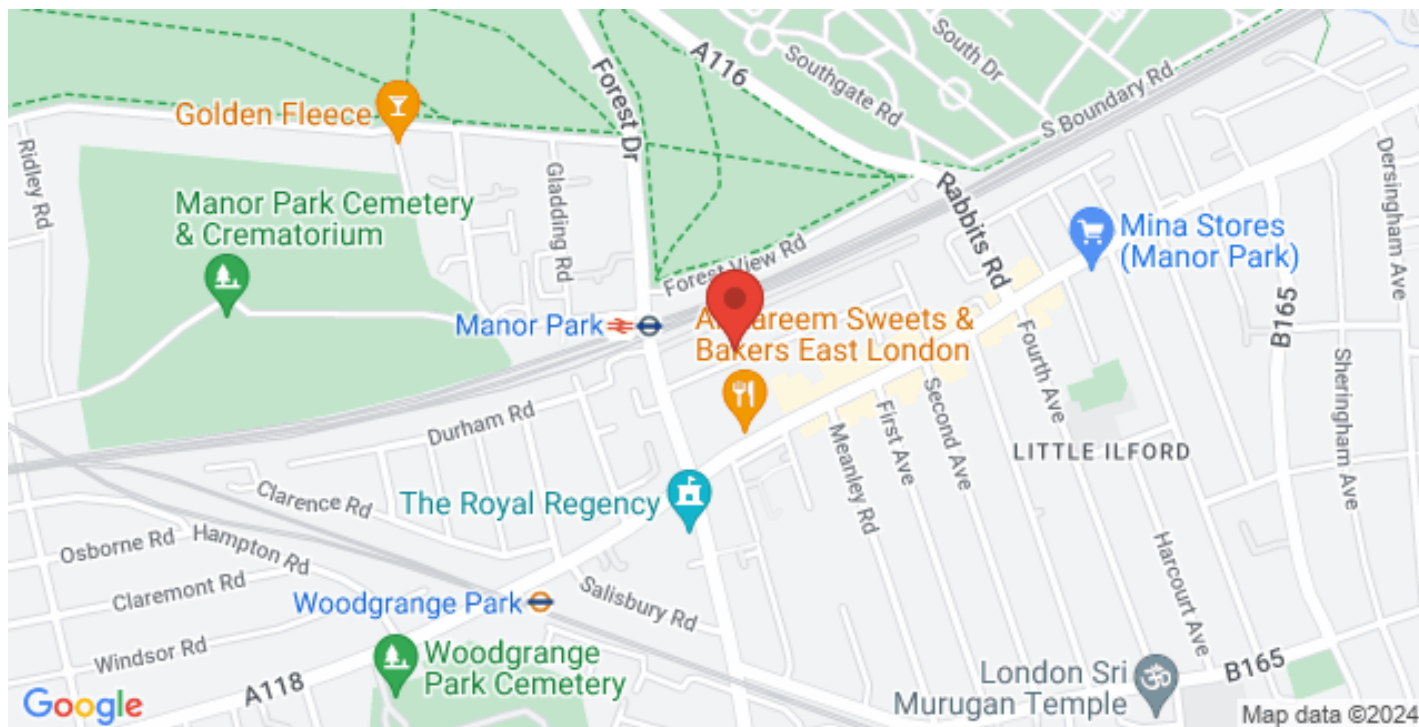 A116
Southgate Rd
South Dr
S Boundary Rd
Forest Dr
Golden Fleece
Ridley Rd
Gladding Rd
Manor Park Cemetery
& Crematorium
Rabbits Rd
Dersingham Ave
Mina Stores
(Manor Park)
Forest View Rd
Manor Park
Sweets &
Bakers East London
B165
Fourth Ave
Sheringham Ave
Durham Rd
Second Ave
First Ave
Meanley Rd
LITTLE ILFORD
Clarence Rd
The Royal Regency
Osborne Rd
Hampton Rd
Claremont Rd
Harcourt Ave
Woodgrange Park
Salisbury Rd
Windsor Rd
Woodgrange
Park Cemetery
A118
London Sri
Murugan Temple
B165
Google
Map data ©2024